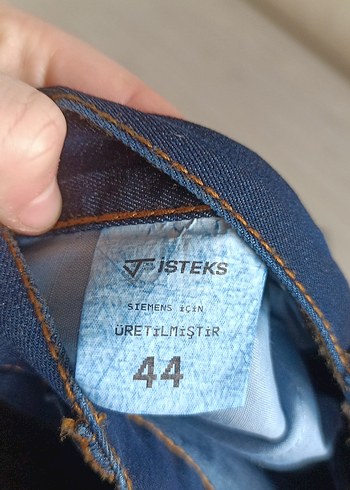 İSTEKS
SIEMENS İÇİN
ÜRETİLMİŞTİR
44